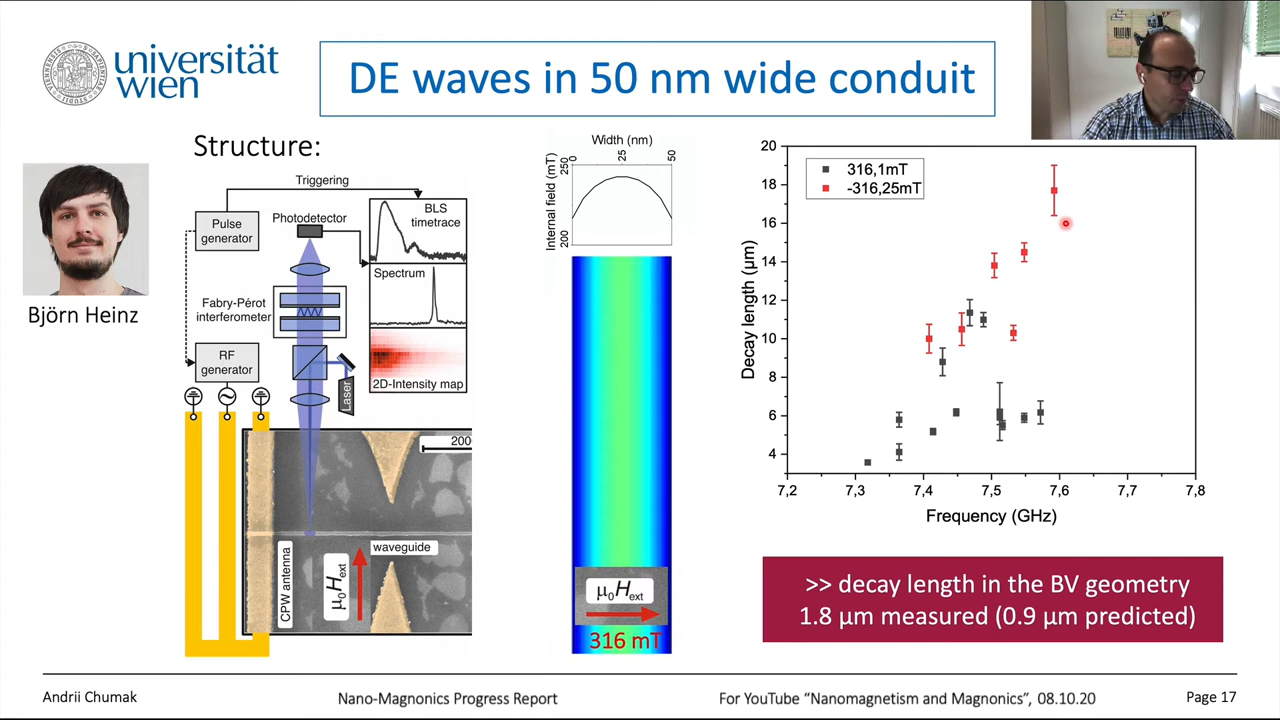 universität
wien
DE waves in 50 nm wide conduit
Structure:
Björn Heinz
Triggering
Pulse
generator
Photodetector
BLS
timetrace
Spectrum
Fabry-Pérot
interferometer
RF
generator
Laser
2D-Intensity map
200
CPW antenna
μ0Hext
waveguide
Width (nm)
0 25 50
Internal field (mT)
250
200
μ0Hext
316 mT
316,1mT
-316,25mT
Decay length (μm)
20
18
16
14
12
10
8
6
4
7,2 7,3 7,4 7,5 7,6 7,7 7,8
Frequency (GHz)
>> decay length in the BV geometry
1.8 μm measured (0.9 μm predicted)
Andrii Chumak
Nano-Magnonics Progress Report
For YouTube “Nanomagnetism and Magnonics”, 08.10.20
Page 17